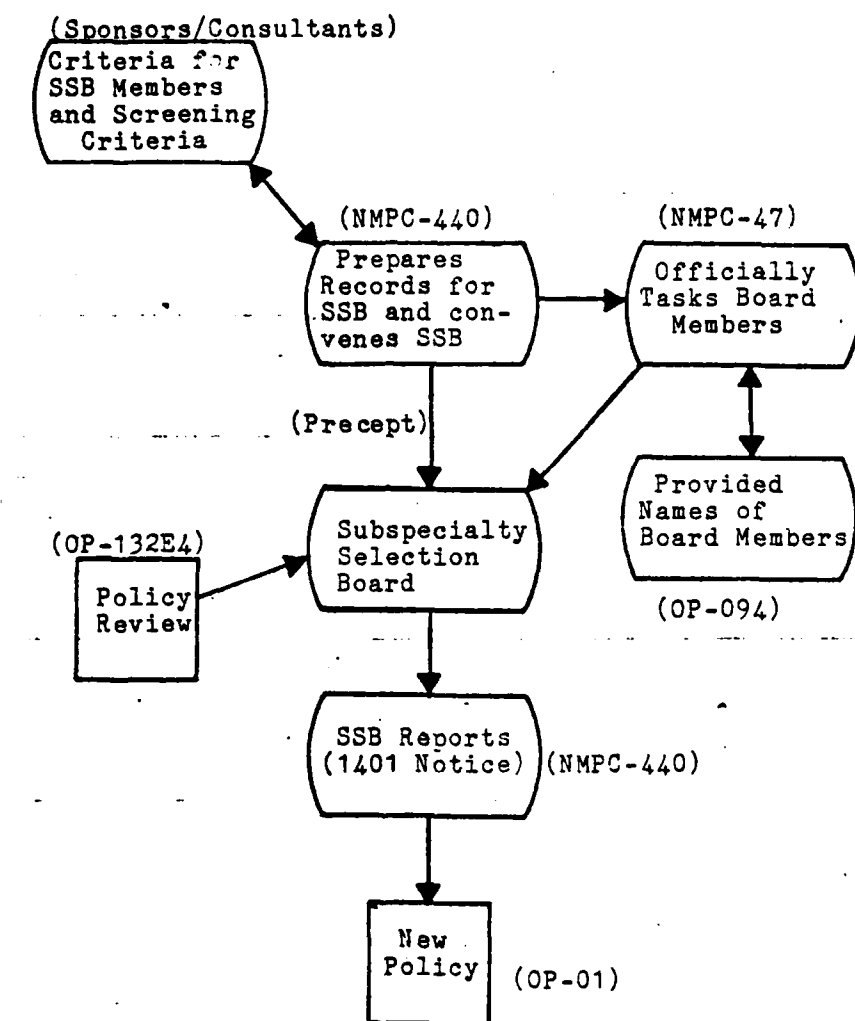 (Sponsors/Consultants)
Criteria for
SSB Members
and Screening
Criteria
(NMPC-440)
Prepares
Records for
SSB and con-
venes SSB
(NMPC-47)
Officially
Tasks Board
Members
(Precept)
Provided
Names of
Board Members
(OP-094)
(OP-132E4)
Policy
Review
Subspecialty
Selection
Board
SSB Reports
(1401 Notice)
(NMPC-440)
New
Policy
(OP-01)